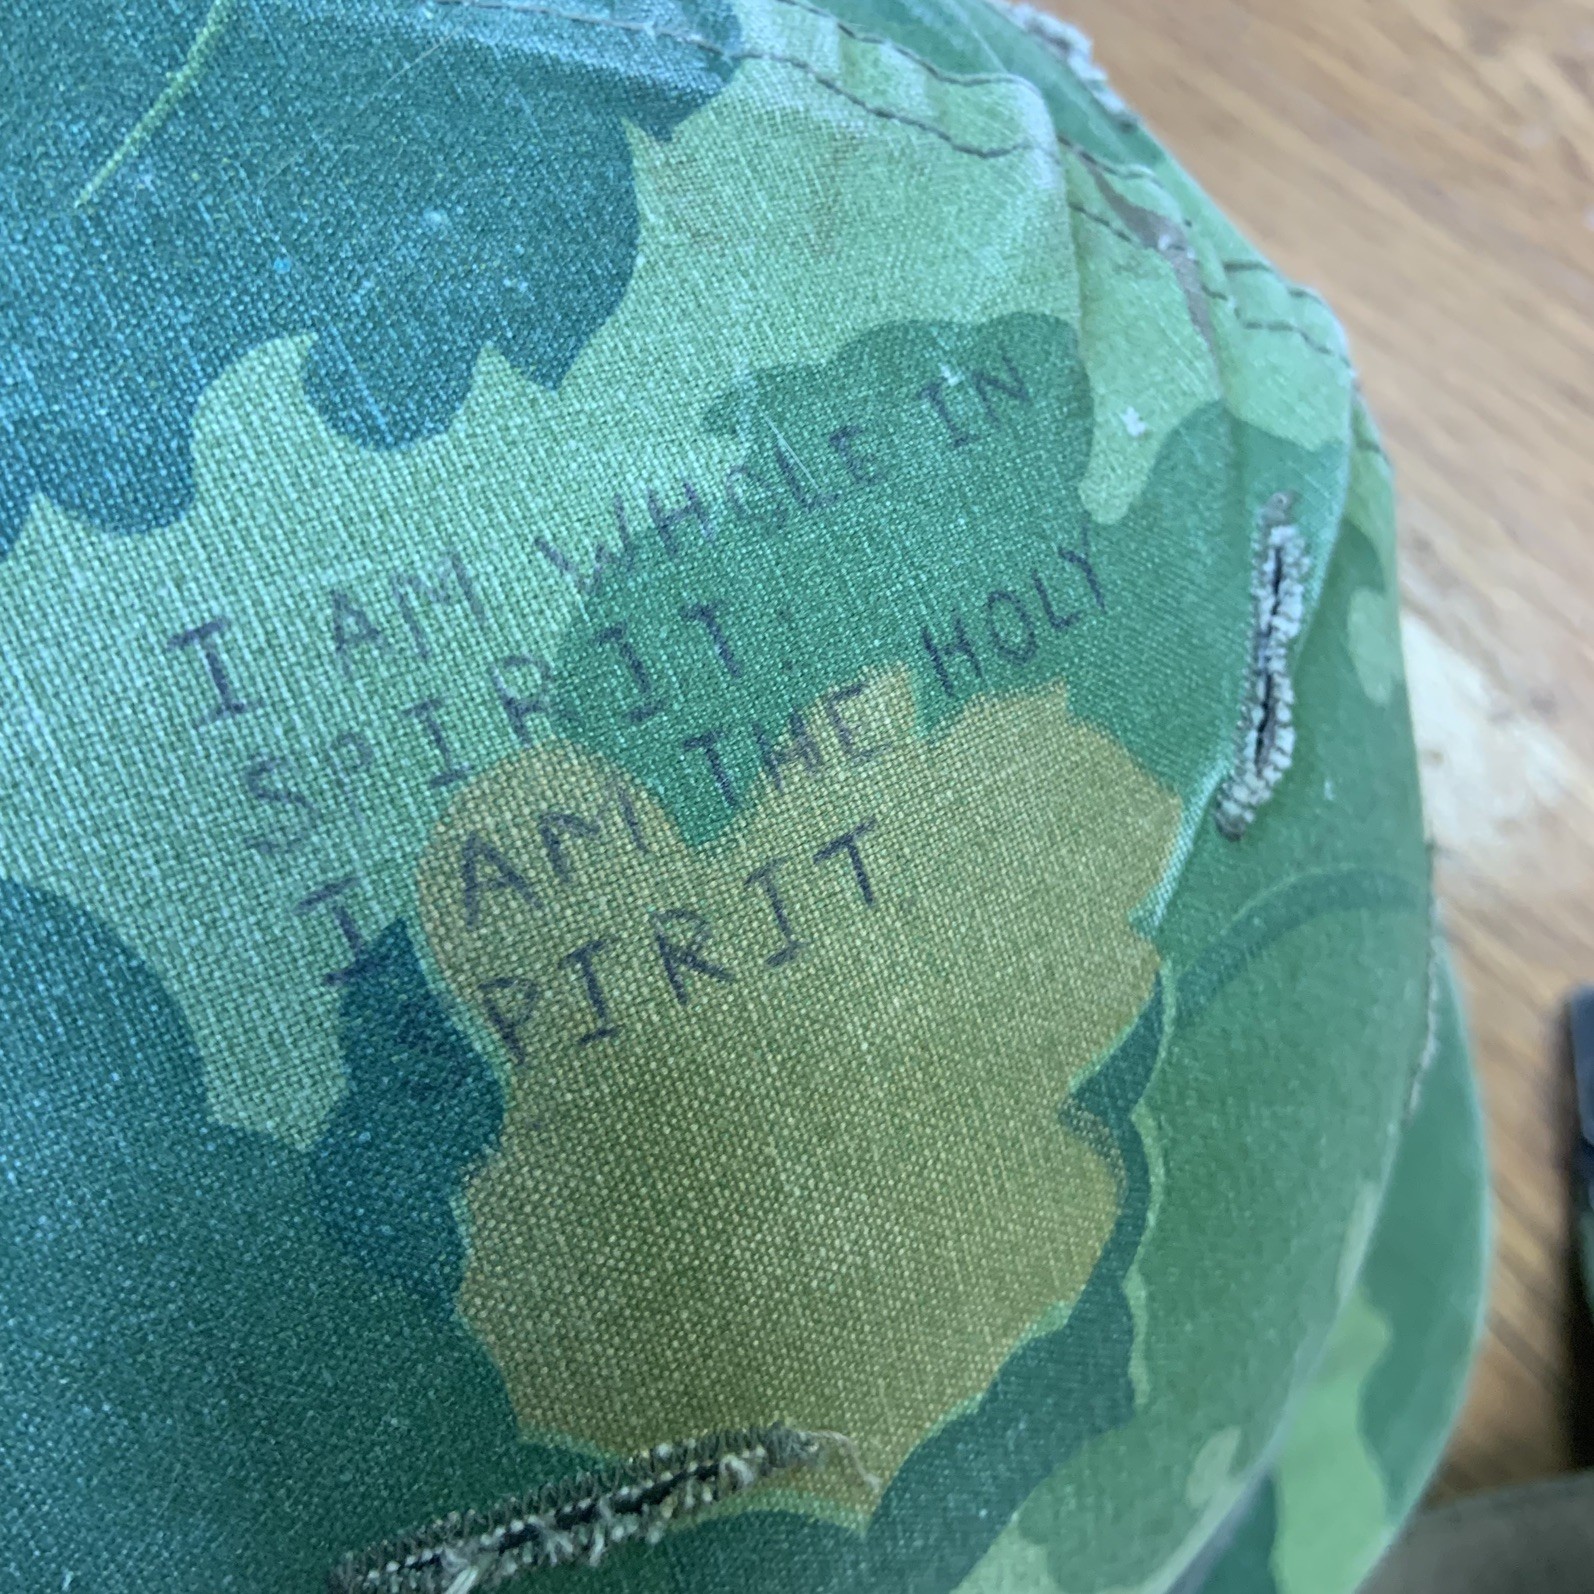 I AM WHOLE IN
SPIRIT.
I AM THE HOLY
PIRIT